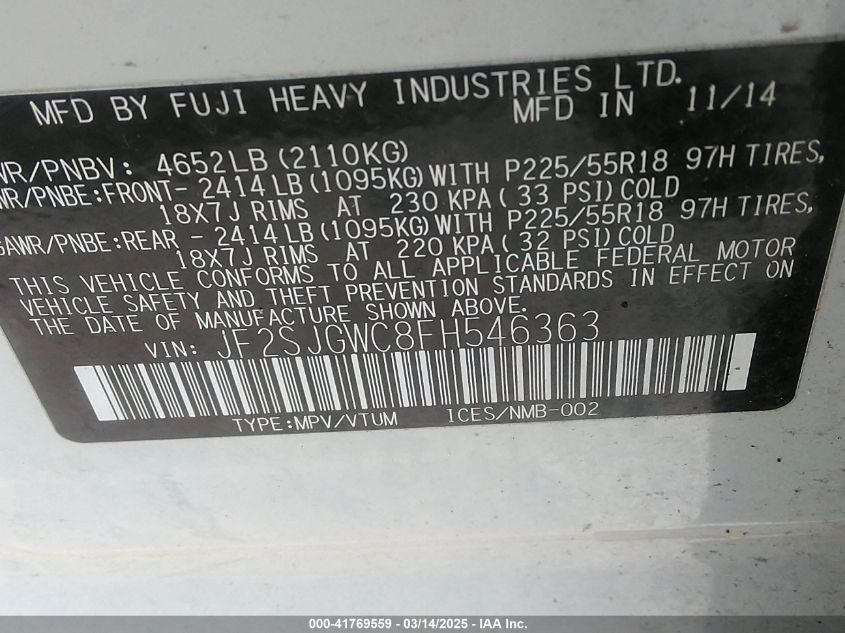 MFD BY FUJI HEAVY INDUSTRIES LTD.
MFD IN 11/14
WR/PNBV: 4652LB (2110KG)
WR/PNBE:FRONT- 2414 LB (1095KG) WITH P225/55R18 97H TIRES,
18X7J RIMS AT 230 KPA ( 33 PSI) COLD
GAWR/PNBE:REAR - 2414 LB (1095KG) WITH P225/55R18 97H TIRES,
18X7J RIMS AT 220 KPA ( 32 PSI) COLD
THIS VEHICLE CONFORMS TO ALL APPLICABLE FEDERAL MOTOR
VEHICLE SAFETY AND THEFT PREVENTION STANDARDS IN EFFECT ON
THE DATE OF MANUFACTURE SHOWN ABOVE.
VIN: JF2SJGWC8FH546363
TYPE:MPV/VTUM ICES/NMB-002
000-41769559 - 03/14/2025 - IAA Inc.